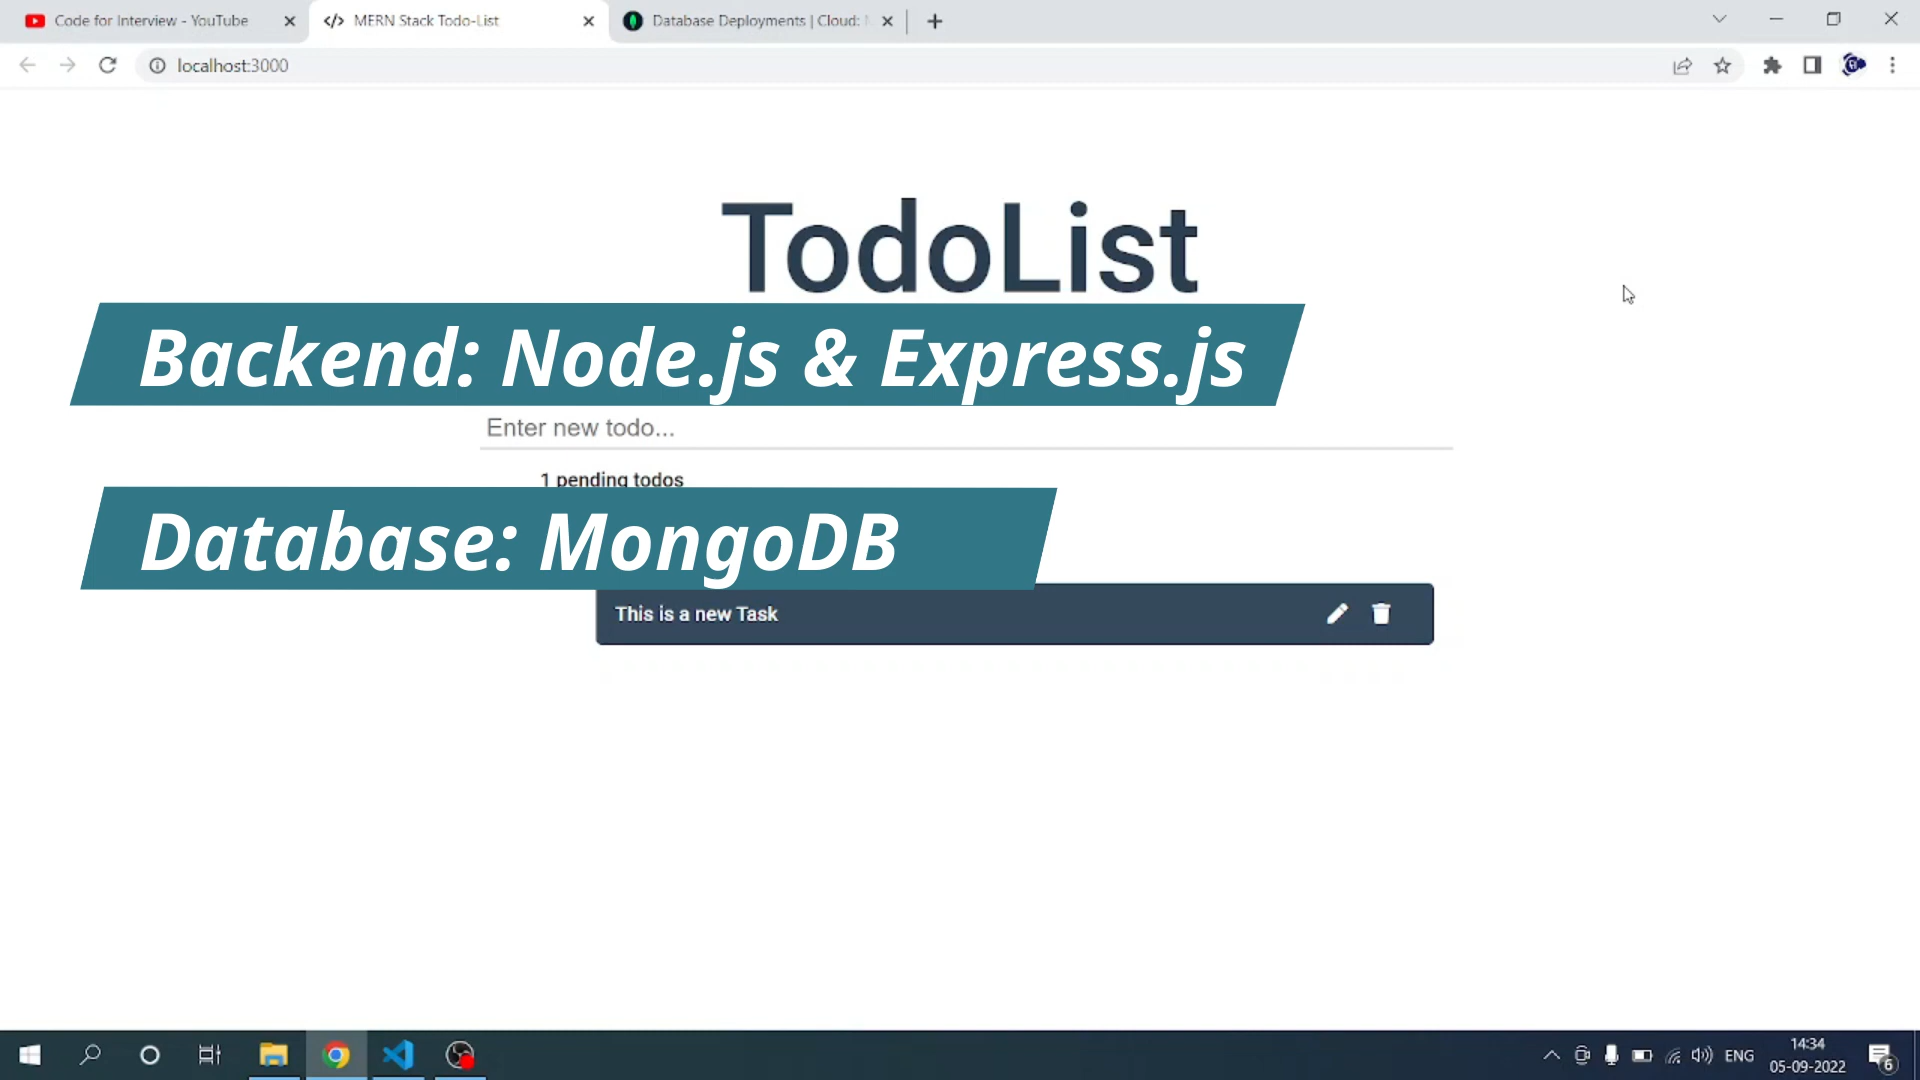 Code for Interview - YouTube
MERN Stack Todo-List
Database Deployments | Cloud:
localhost:3000
TodoList
Backend: Node.js & Express.js
Enter new todo...
1 pending todos
Database: MongoDB
This is a new Task
ENG
14:34
05-09-2022
6